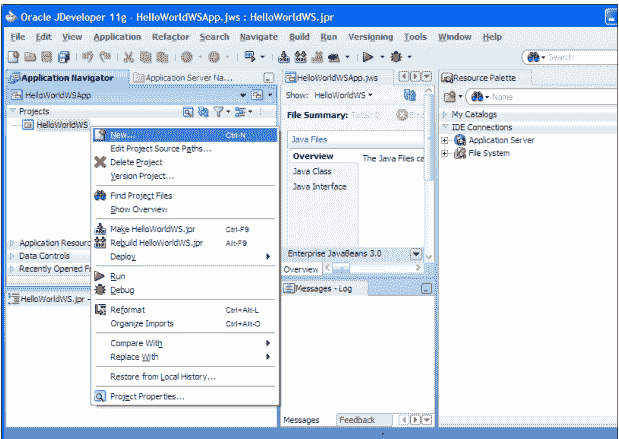 Oracle JDeveloper 11g - HelloWorldWSApp.jws : HelloWorldWS.jpr
File Edit View Application Refactor Search Navigate Build Run Versigning Tools Window Help
Search
Application Navigator
Application Server Na...
HelloWorldWSApp
Projects
HelloWorldWS
New... Ctrl-N
Edit Project Source Paths...
Delete Project
Version Project...
Find Project Files
Show Overview
Make HelloWorldWS.jpr Ctrl-F9
Rebuild HelloWorldWS.jpr Alt-F9
Deploy
Run
Debug
Reformat Ctrl+Alt-L
Organize Imports Ctrl+Alt-O
Compare With
Replace With
Restore from Local History...
Project Properties...
Application Resourc
Data Controls
Recently Opened Fi
HelloWorldWS.jpr -
HelloWorldWSApp.jws
Show: HelloWorldWS
File Summary: Total: 0
Java Files
Overview
The Java Files ca
Java Class
Java Interface
Enterprise JavaBeans 3.0
Overview
Messages - Log
Messages
Feedback
Resource Palette
Name
My Catalogs
IDE Connections
Application Server
File System